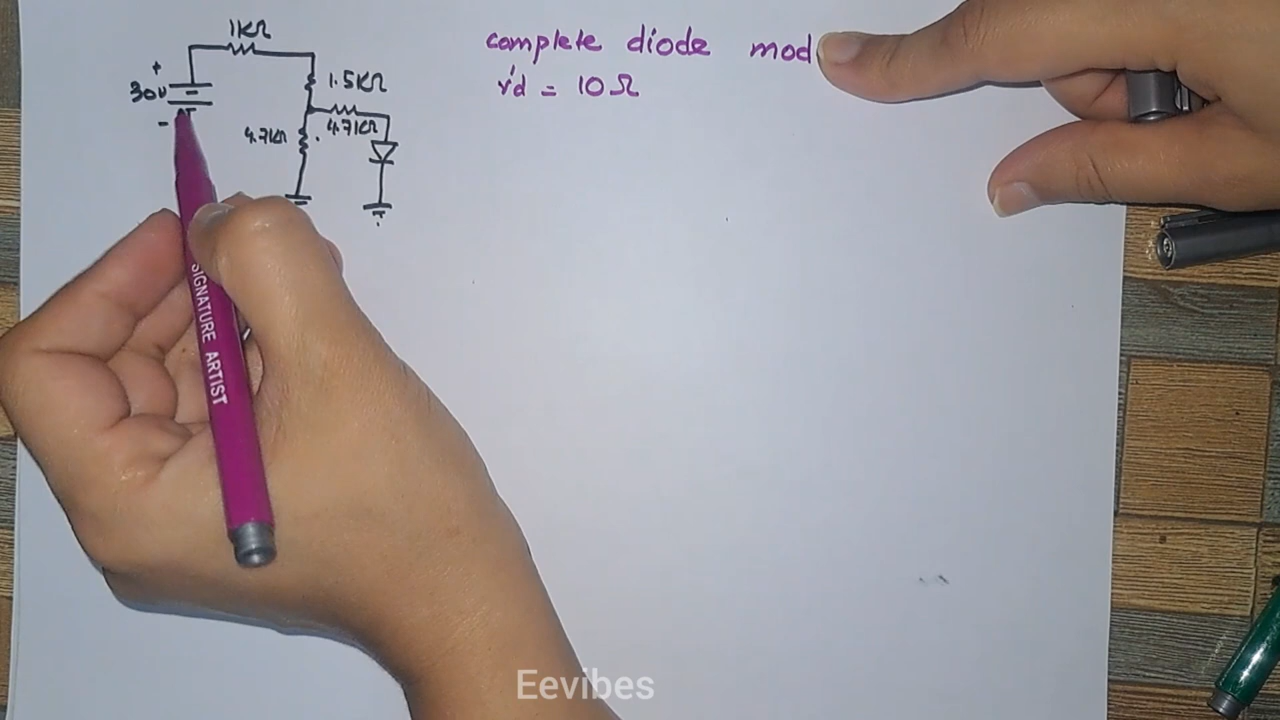 1KΩ
complete diode mod
r'd = 10Ω
+
30V
1.5KΩ
-
4.7KΩ
4.7KΩ
SIGNATURE ARTIST
Eevibes